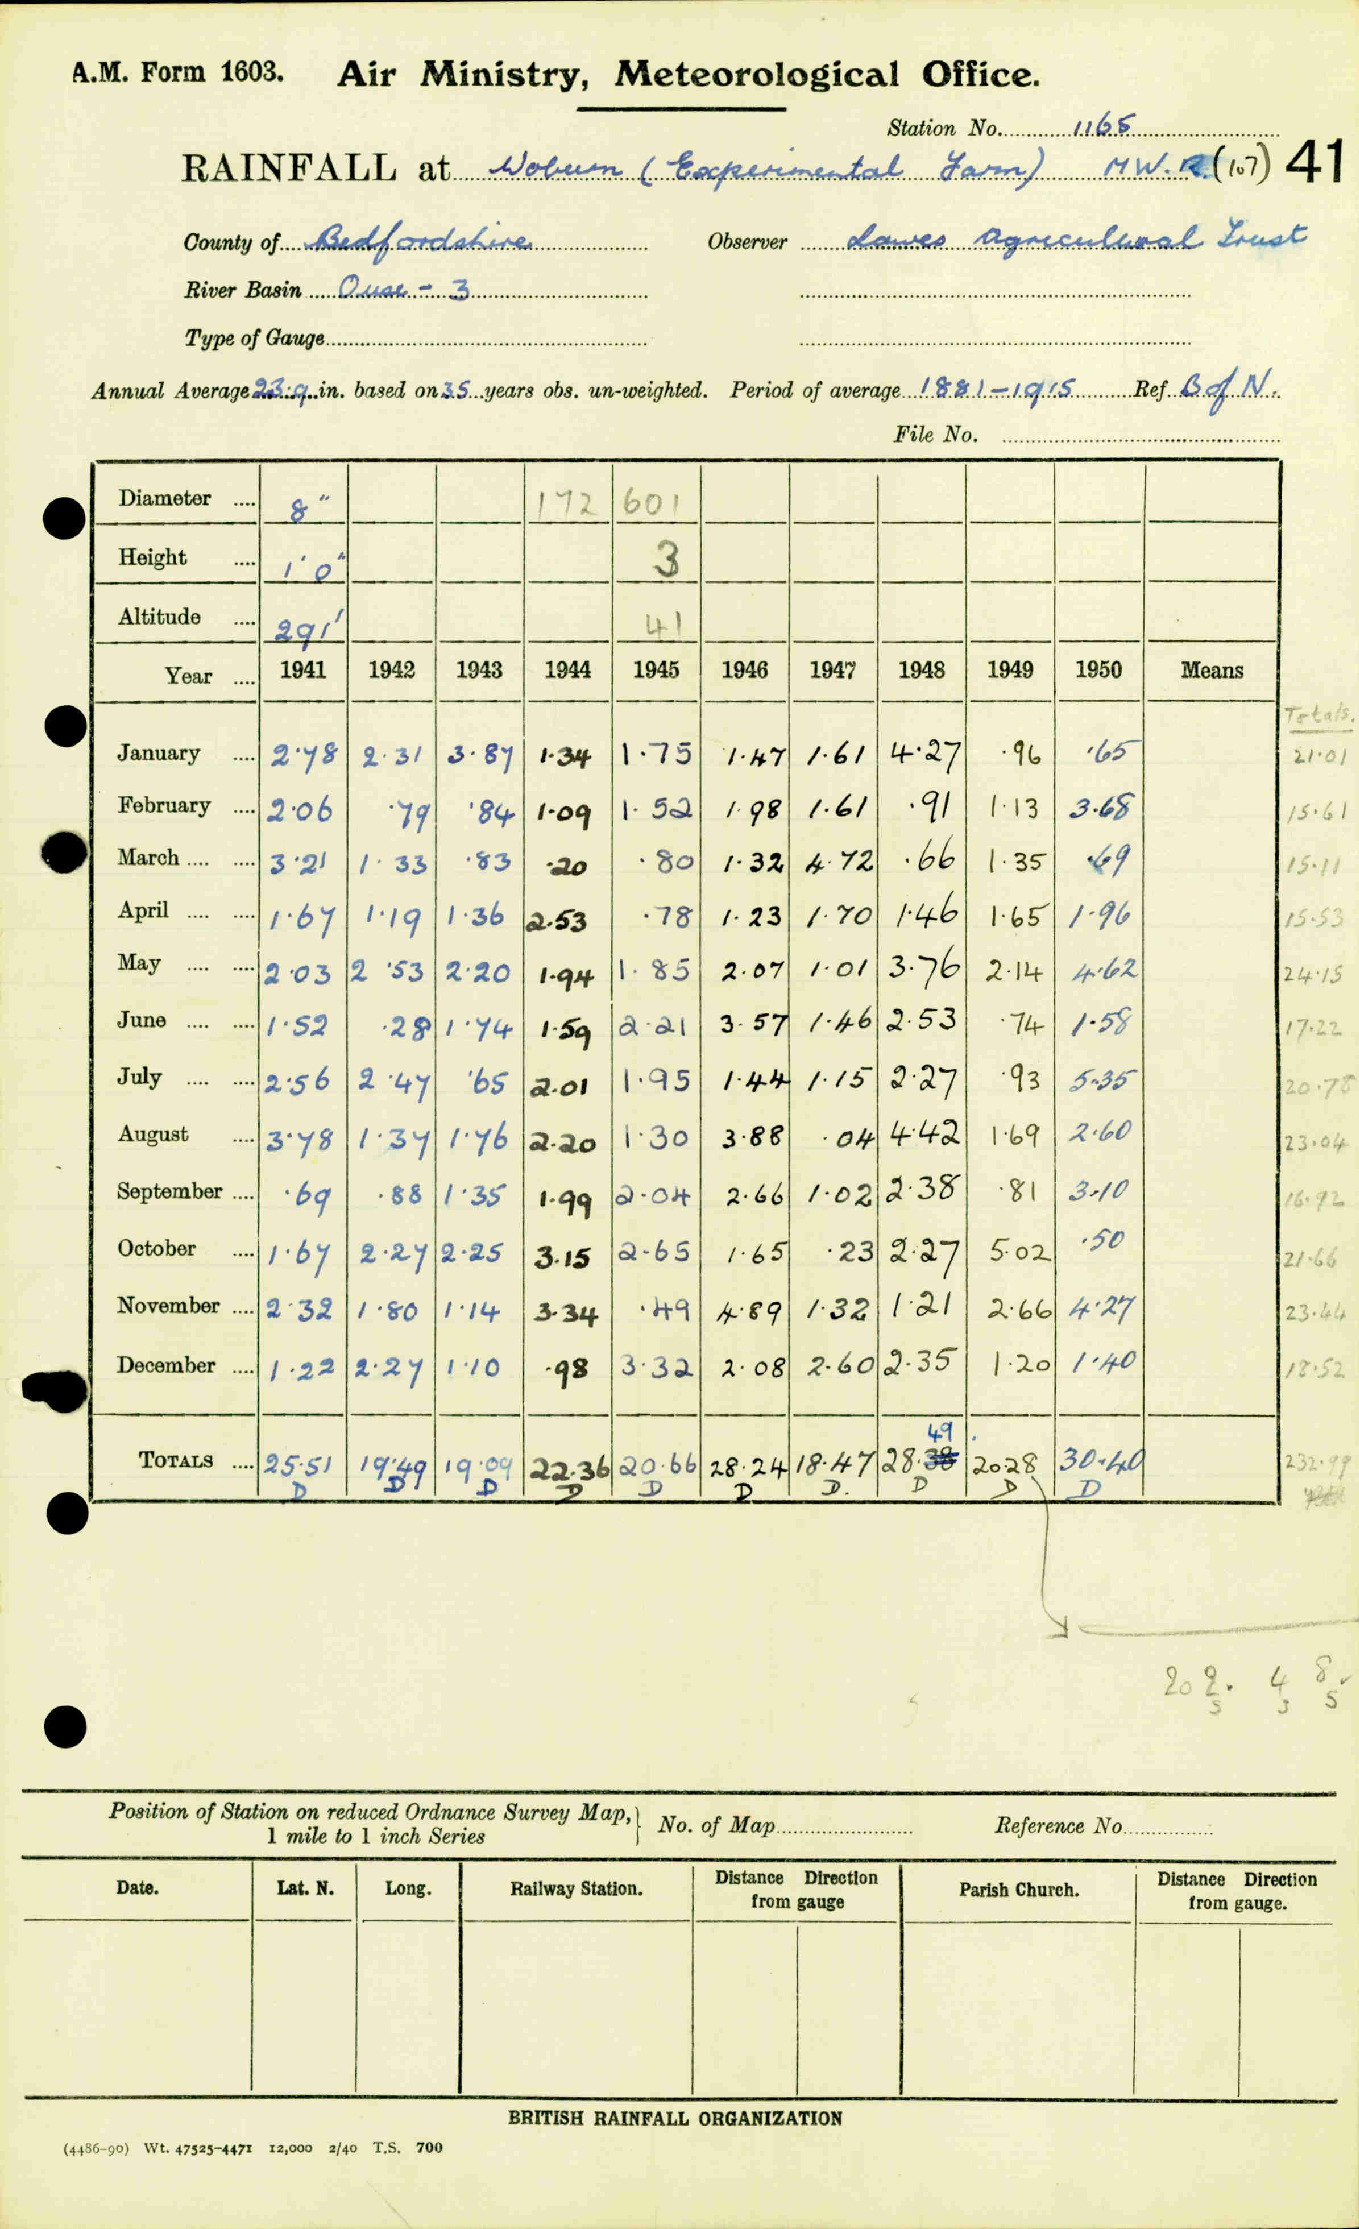 A.M. Form 1603. Air Ministry, Meteorological Office.
Station No. 1165
RAINFALL at Woburn (Experimental Farm) M.W.R. (107) 41
County of Bedfordshire Observer Lawes Agricultural Trust
River Basin Ouse - 3
Type of Gauge
Annual Average 23.9 in. based on 35 years obs. un-weighted. Period of average 1881-1915 Ref. B of N.
File No.
Diameter .... 8" 172 601
Height .... 1'0" 3
Altitude .... 291' 41
Year .... 1941 1942 1943 1944 1945 1946 1947 1948 1949 1950 Means
Totals.
January .... 2.78 2.31 3.87 1.34 1.75 1.47 1.61 4.27 .96 .65 21.01
February .... 2.06 .79 .84 1.09 1.52 1.98 1.61 .91 1.13 3.68 15.61
March .... .... 3.21 1.33 .83 .20 .80 1.32 4.72 .66 1.35 .69 15.11
April .... .... 1.67 1.19 1.36 2.53 .78 1.23 1.70 1.46 1.65 1.96 15.53
May .... .... 2.03 2.53 2.20 1.94 1.85 2.07 1.01 3.76 2.14 4.62 24.15
June .... .... 1.52 .28 1.74 1.59 2.21 3.57 1.46 2.53 .74 1.58 17.22
July .... .... 2.56 2.47 .65 2.01 1.95 1.44 1.15 2.27 .93 5.35 20.78
August .... 3.78 1.37 1.76 2.20 1.30 3.88 .04 4.42 1.69 2.60 23.04
September .... .69 .88 1.35 1.99 2.04 2.66 1.02 2.38 .81 3.10 16.92
October .... 1.67 2.27 2.25 3.15 2.65 1.65 .23 2.27 5.02 .50 21.66
November .... 2.32 1.80 1.14 3.34 .49 4.89 1.32 1.21 2.66 4.27 23.44
December .... 1.22 2.27 1.10 .98 3.32 2.08 2.60 2.35 1.20 1.40 18.52
49
TOTALS .... 25.51 19.49 19.09 22.36 20.66 28.24 18.47 28.38 20.28 30.40 232.99
D D D D D D D. D D D
202. 48.
5 3 5
Position of Station on reduced Ordnance Survey Map,
1 mile to 1 inch Series
No. of Map Reference No.
Date. Lat. N. Long. Railway Station. Distance Direction from gauge Parish Church. Distance Direction from gauge.
BRITISH RAINFALL ORGANIZATION
(4486-90) Wt. 47525-4471 12,000 2/40 T.S. 700